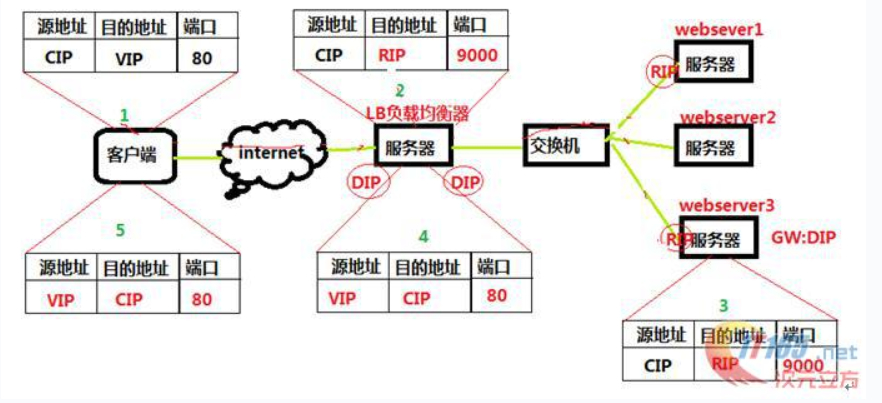 源地址 目的地址 端口
CIP VIP 80
源地址 目的地址 端口
CIP RIP 9000
websever1
RIP 服务器
1
2
LB负载均衡器
webserver2
客户端
internet
服务器
交换机
服务器
DIP DIP
webserver3
RIP 服务器 GW:DIP
5
4
源地址 目的地址 端口
VIP CIP 80
源地址 目的地址 端口
VIP CIP 80
3
源地址 目的地址 端口
CIP RIP 9000
.net
次元立方